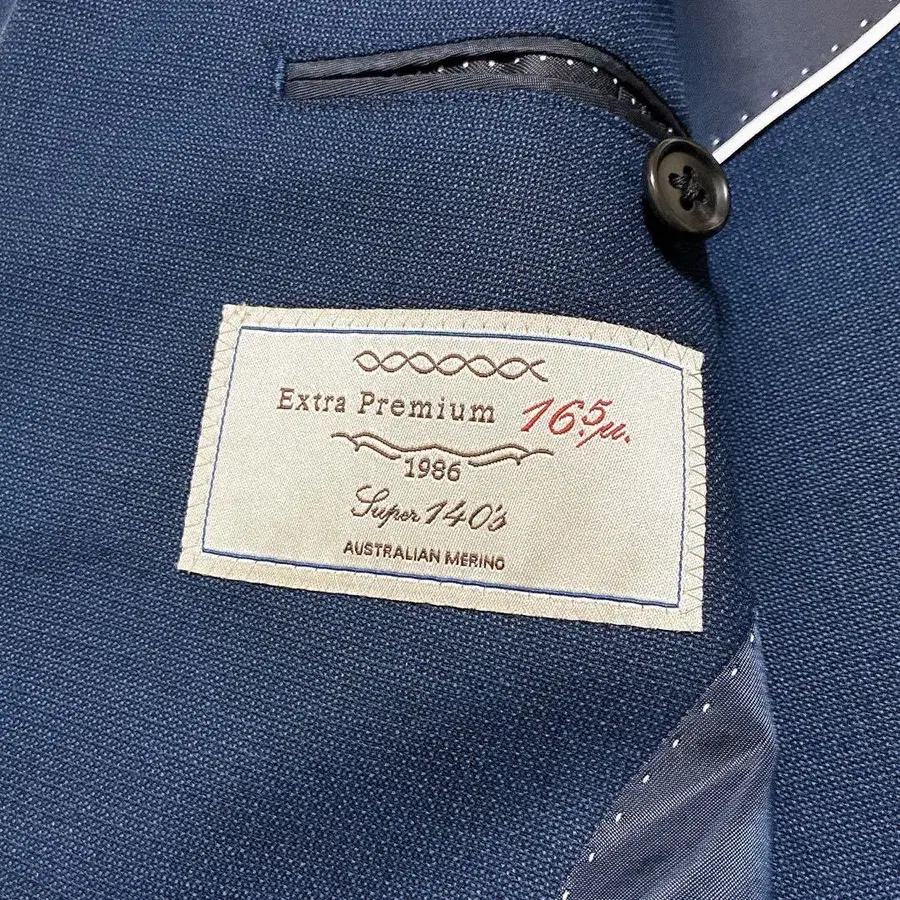 Extra Premium 16.5μ.
1986
Super 140's
AUSTRALIAN MERINO